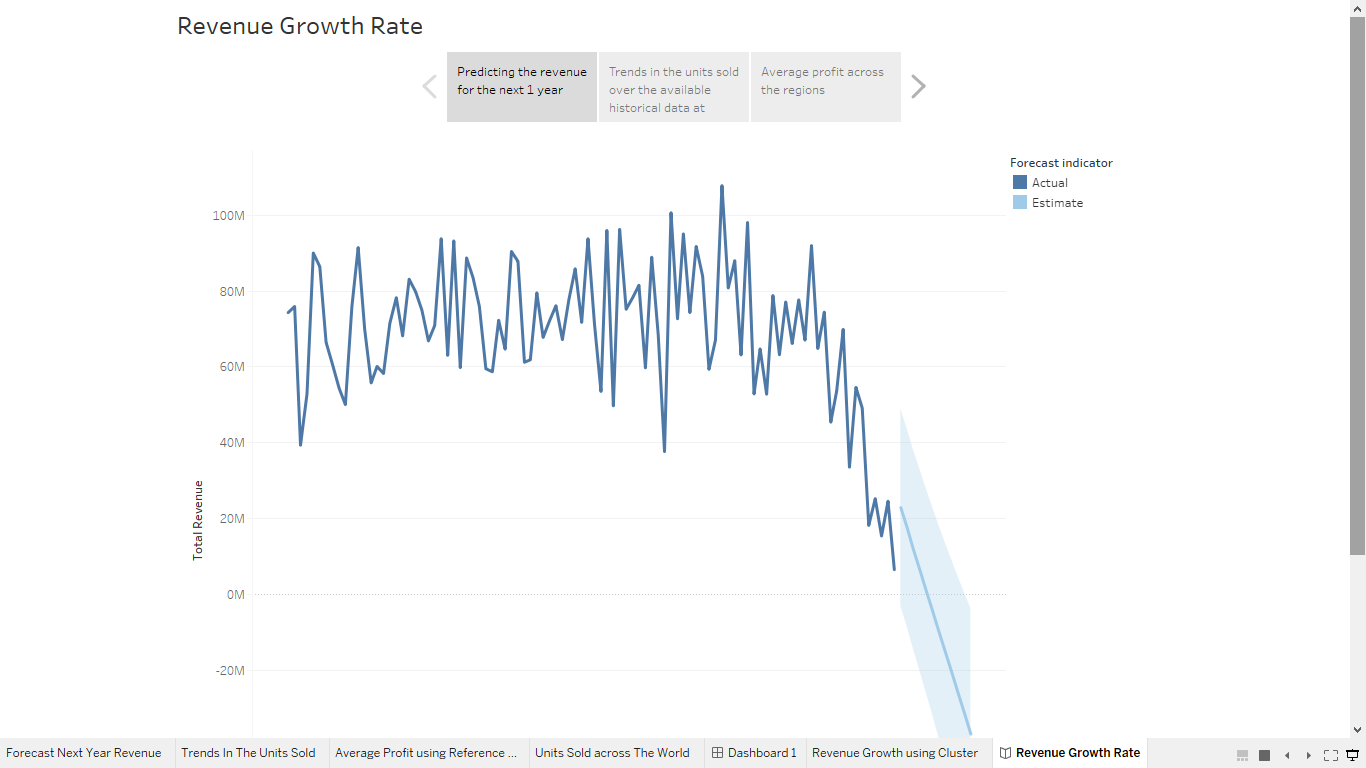 Revenue Growth Rate
Predicting the revenue
for the next 1 year
Trends in the units sold
over the available
historical data at
Average profit across
the regions
Forecast indicator
Actual
Estimate
100M
80M
60M
40M
20M
0M
-20M
Total Revenue
Forecast Next Year Revenue
Trends In The Units Sold
Average Profit using Reference ...
Units Sold across The World
Dashboard 1
Revenue Growth using Cluster
Revenue Growth Rate